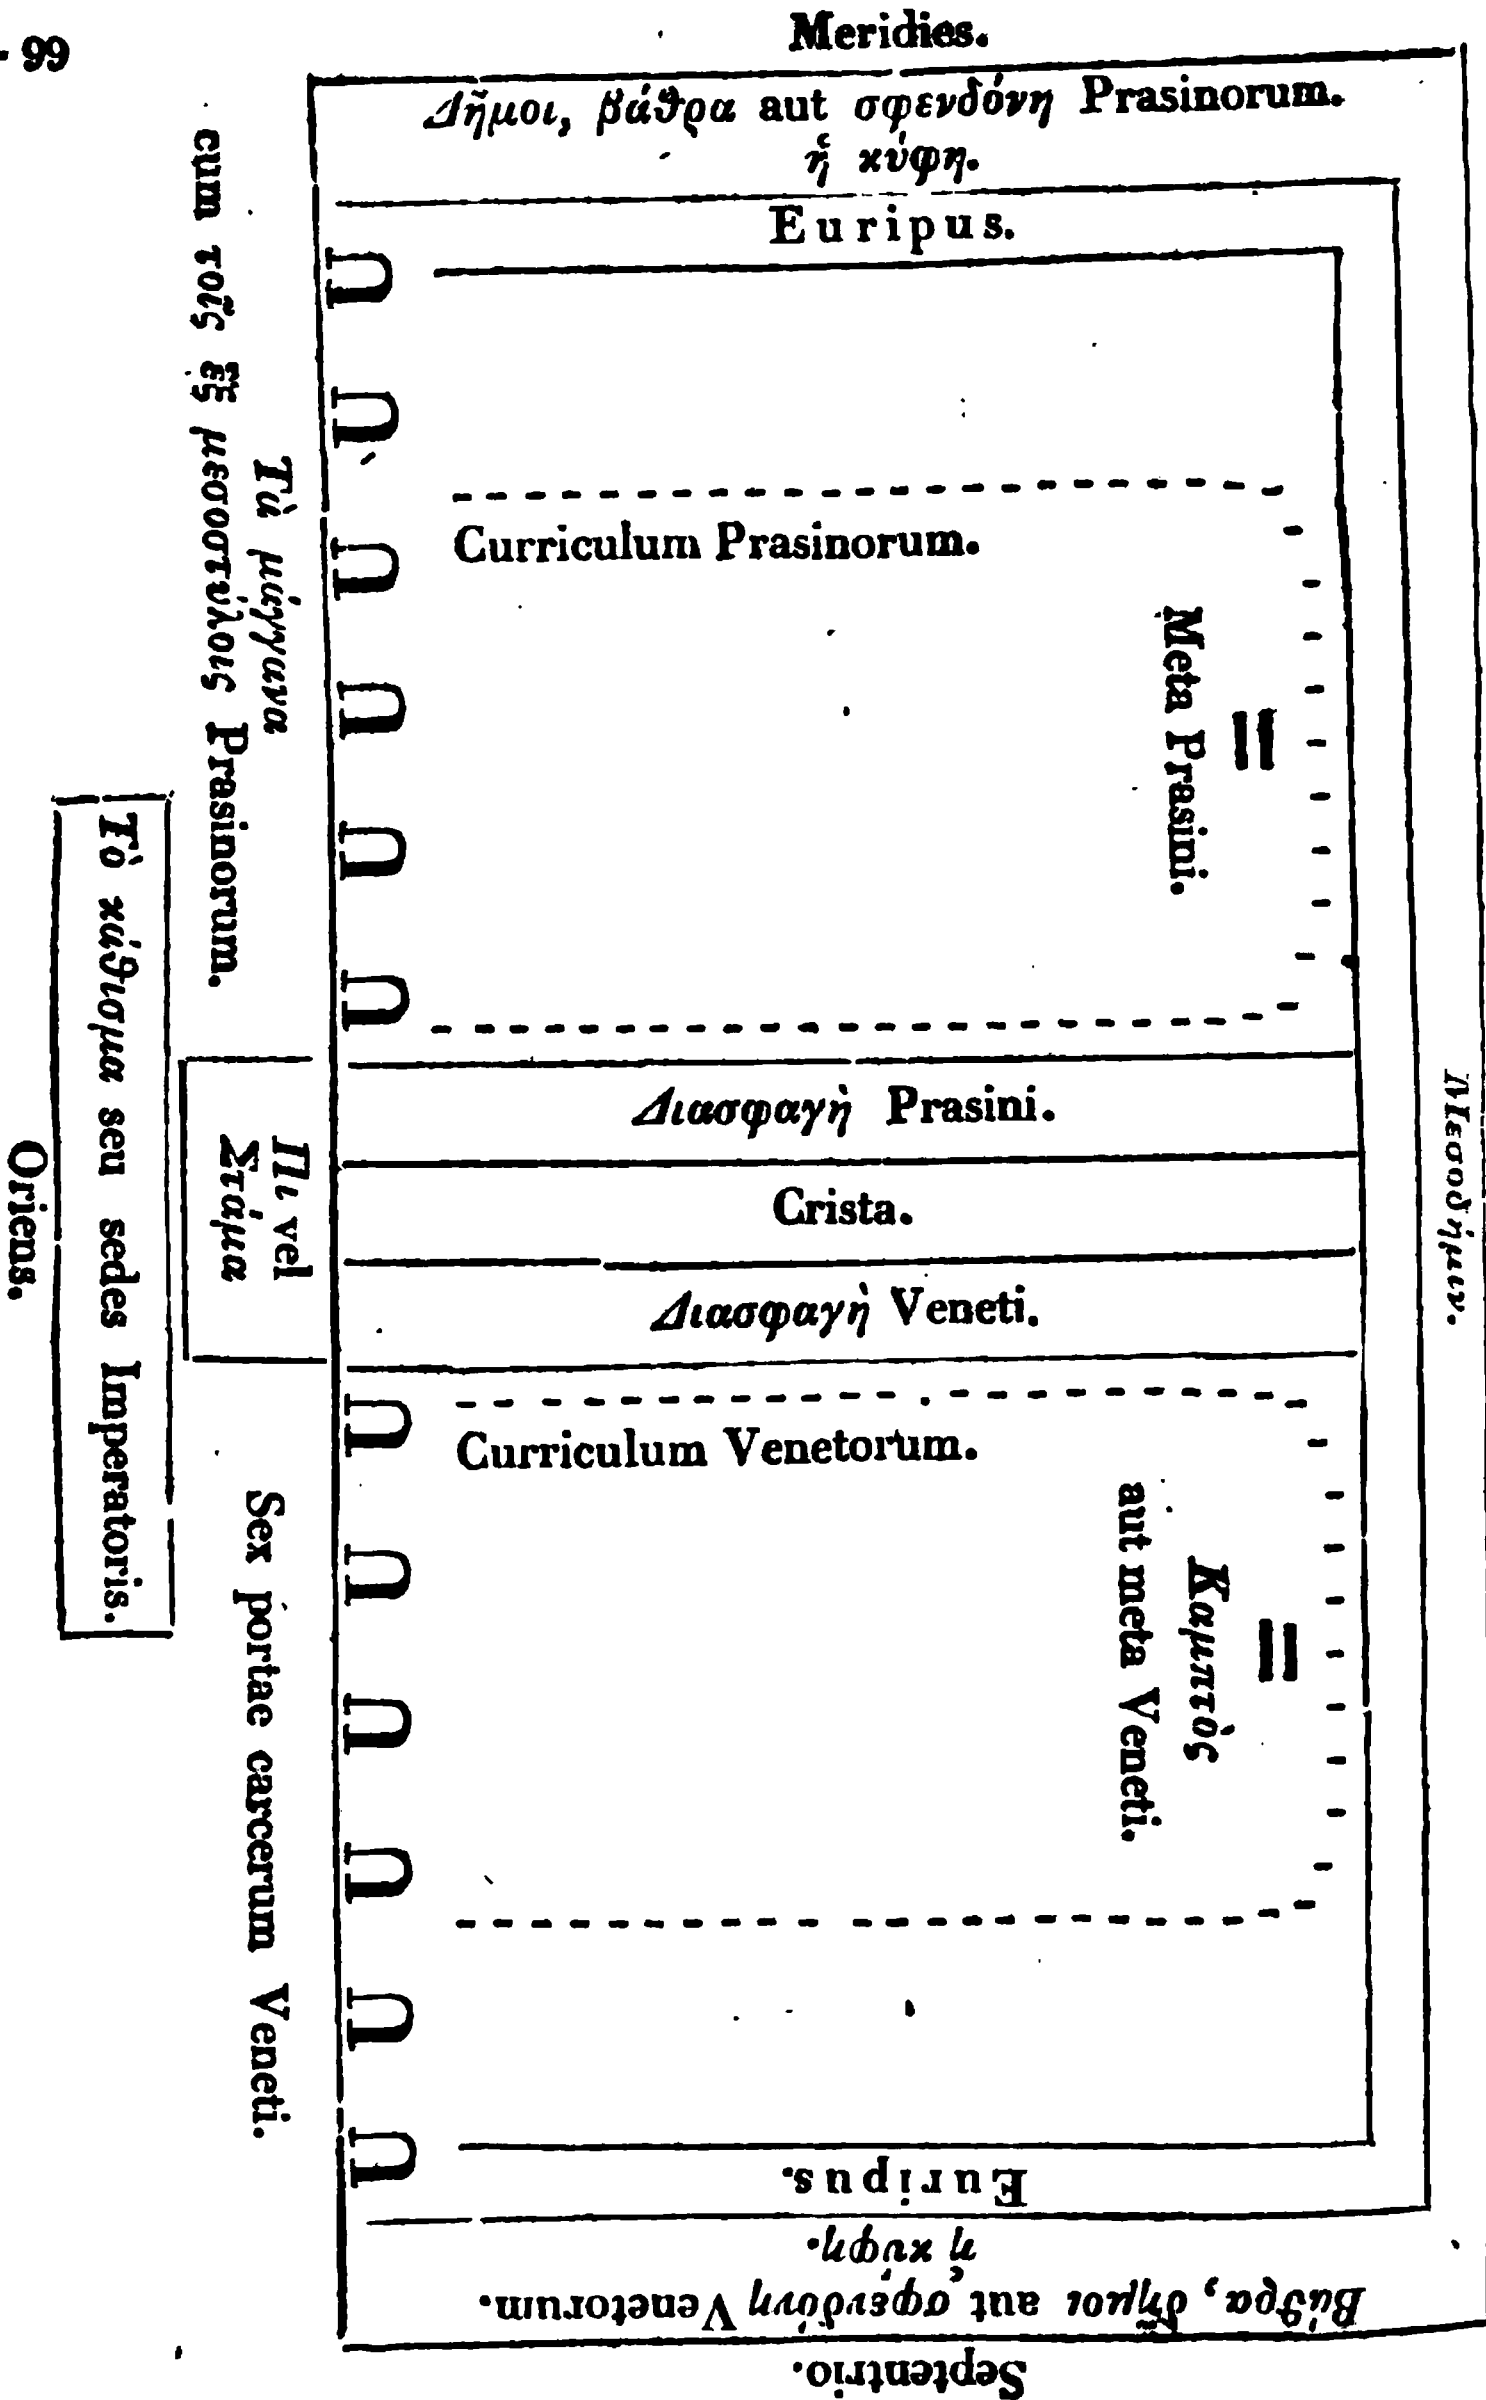 99
Meridies.
Δῆμοι, βάθρα aut σφενδόνη Prasinorum.
ἡ κύφη.
Euripus.
Τὰ μάγγανα
cum τοῖς ἓξ μεσοστύλοις Prasinorum.
Curriculum Prasinorum.
Meta Prasini.
Τὸ κάθισμα seu sedes Imperatoris.
Oriens.
Πι vel
Στάμα
Διασφαγὴ Prasini.
Crista.
Διασφαγὴ Veneti.
Μεσοδήμιν.
Curriculum Venetorum.
Καμπτὸς
aut meta Veneti.
Sex portae carcerum Veneti.
Euripus.
ἡ κύφη.
Βάθρα, δῆμοι aut σφενδόνη Venetorum.
Septentrio.